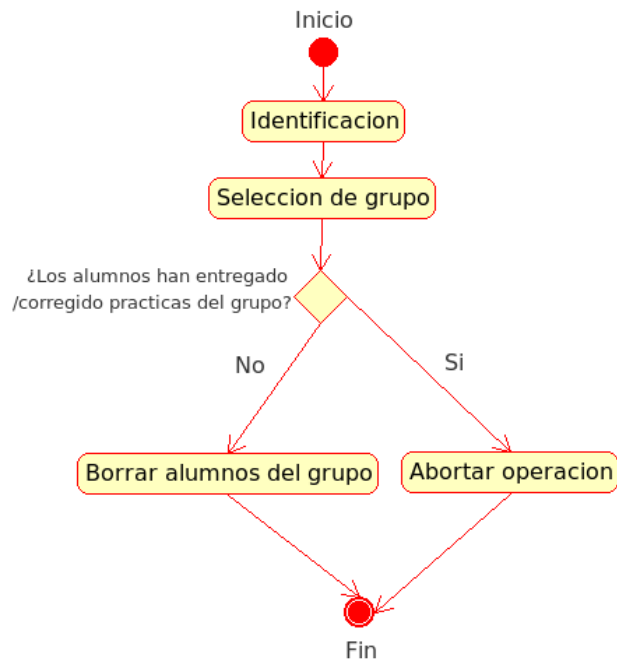 Inicio
Identificacion
Seleccion de grupo
¿Los alumnos han entregado
/corregido practicas del grupo?
No
Si
Borrar alumnos del grupo
Abortar operacion
Fin